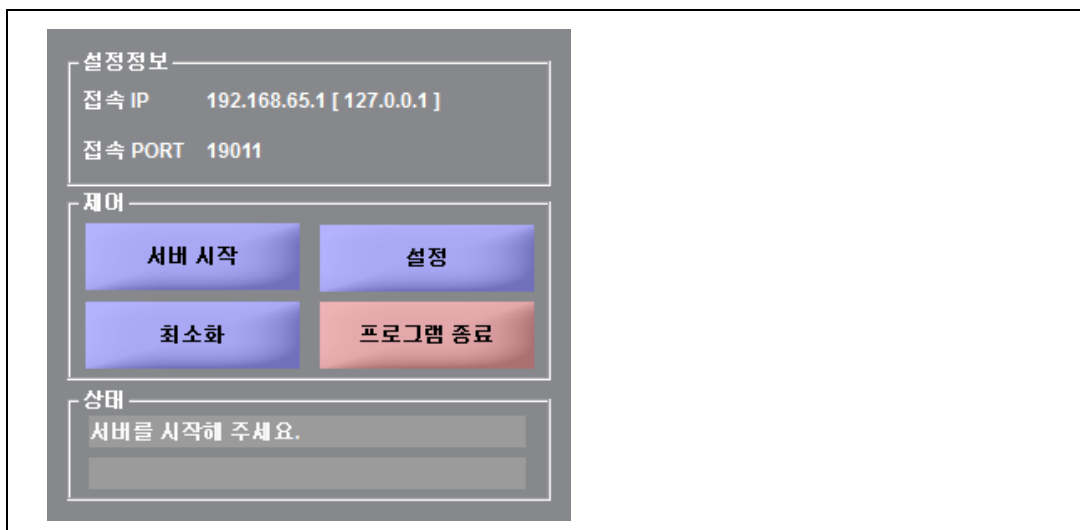 설정정보
접속 IP 192.168.65.1 [ 127.0.0.1 ]
접속 PORT 19011
제어
서버 시작 설정
최소화 프로그램 종료
상태
서버를 시작해 주세요.